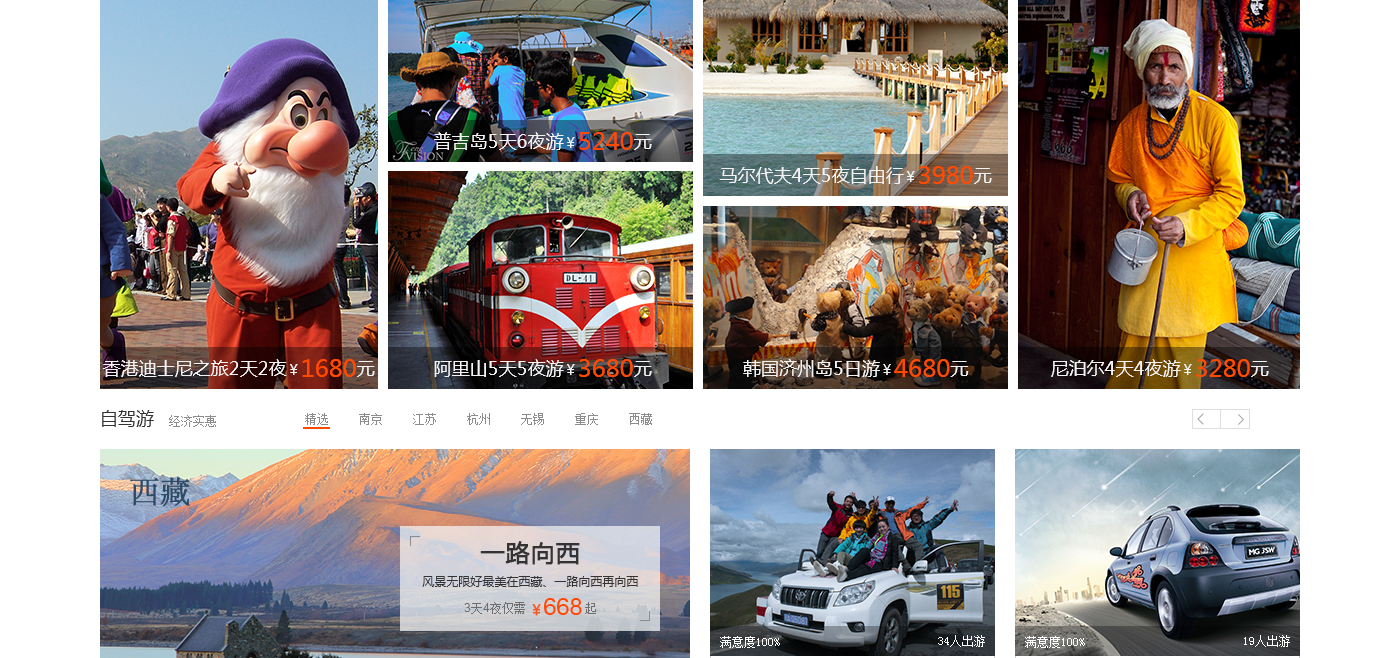 普吉岛5天6夜游¥5240元
马尔代夫4天5夜自由行¥3980元
DL-41
香港迪士尼之旅2天2夜¥1680元
阿里山5天5夜游¥3680元
韩国济州岛5日游¥4680元
尼泊尔4天4夜游¥3280元
自驾游 经济实惠 精选 南京 江苏 杭州 无锡 重庆 西藏
西藏
一路向西
风景无限好最美在西藏、一路向西再向西
3天4夜仅需 ¥668起
115
MG JSW
满意度100% 34人出游
满意度100% 19人出游